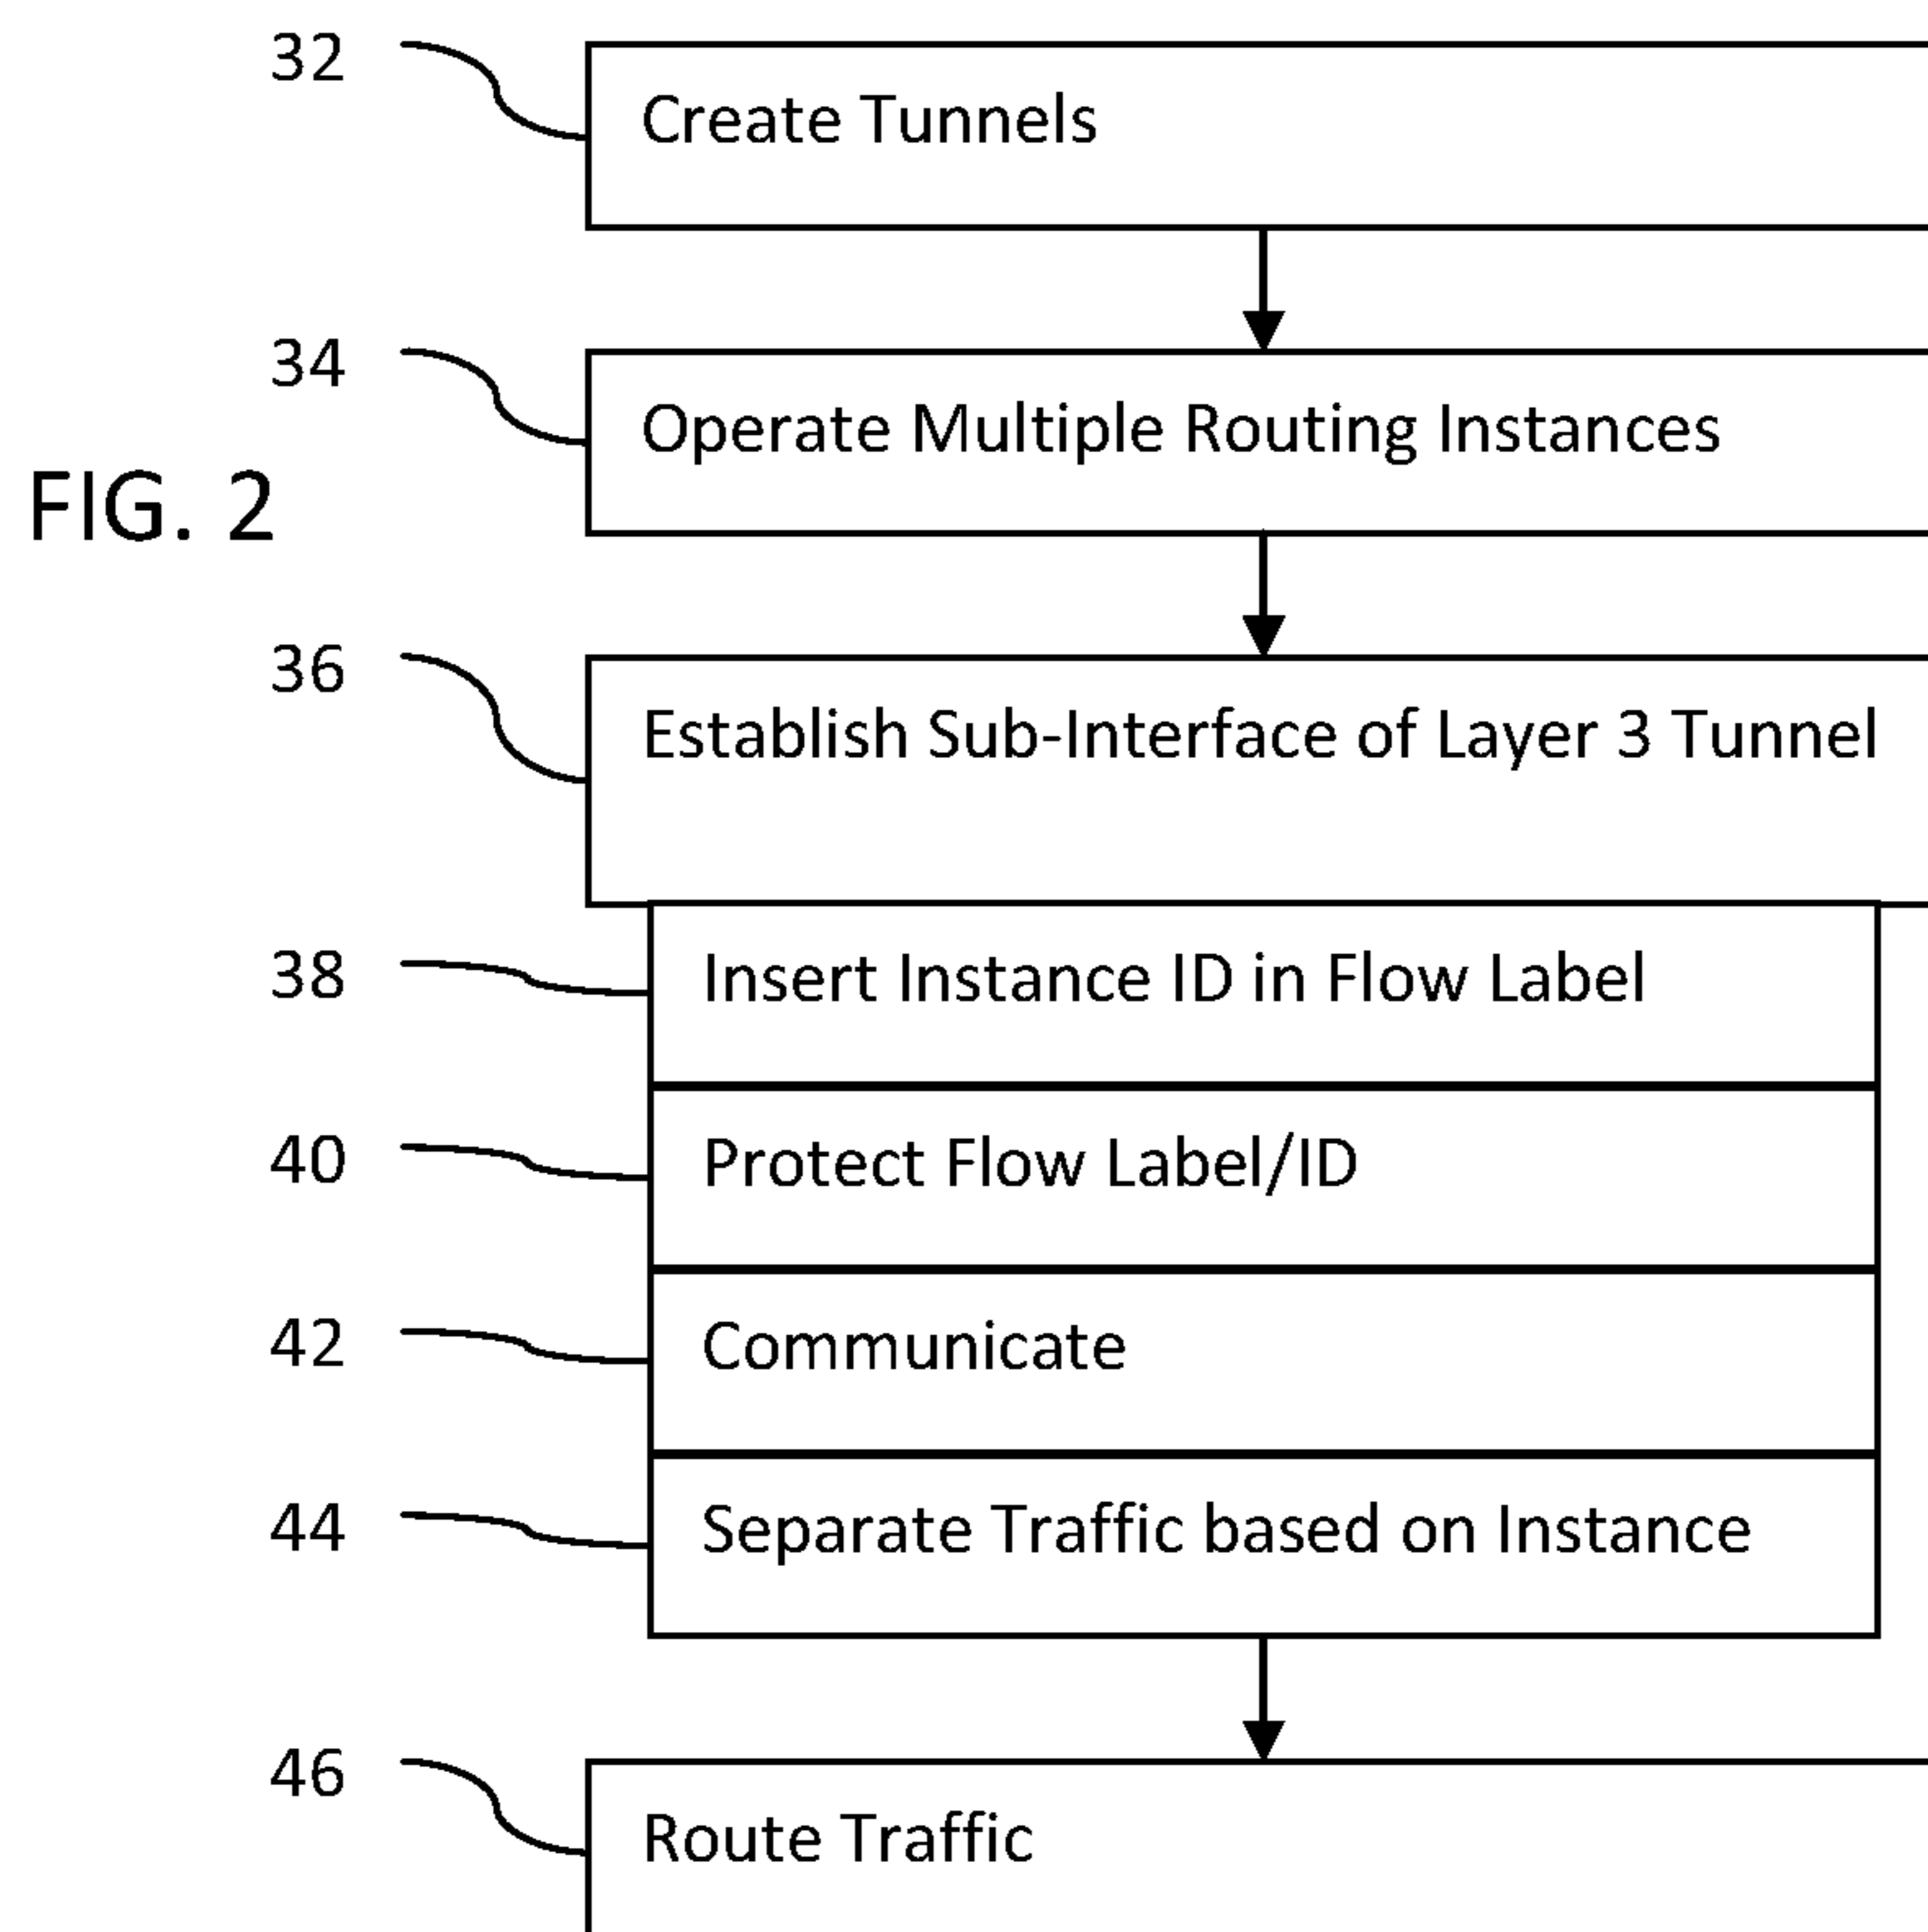 32
Create Tunnels
34
Operate Multiple Routing Instances
FIG. 2
36
Establish Sub-Interface of Layer 3 Tunnel
38
Insert Instance ID in Flow Label
40
Protect Flow Label/ID
42
Communicate
44
Separate Traffic based on Instance
46
Route Traffic